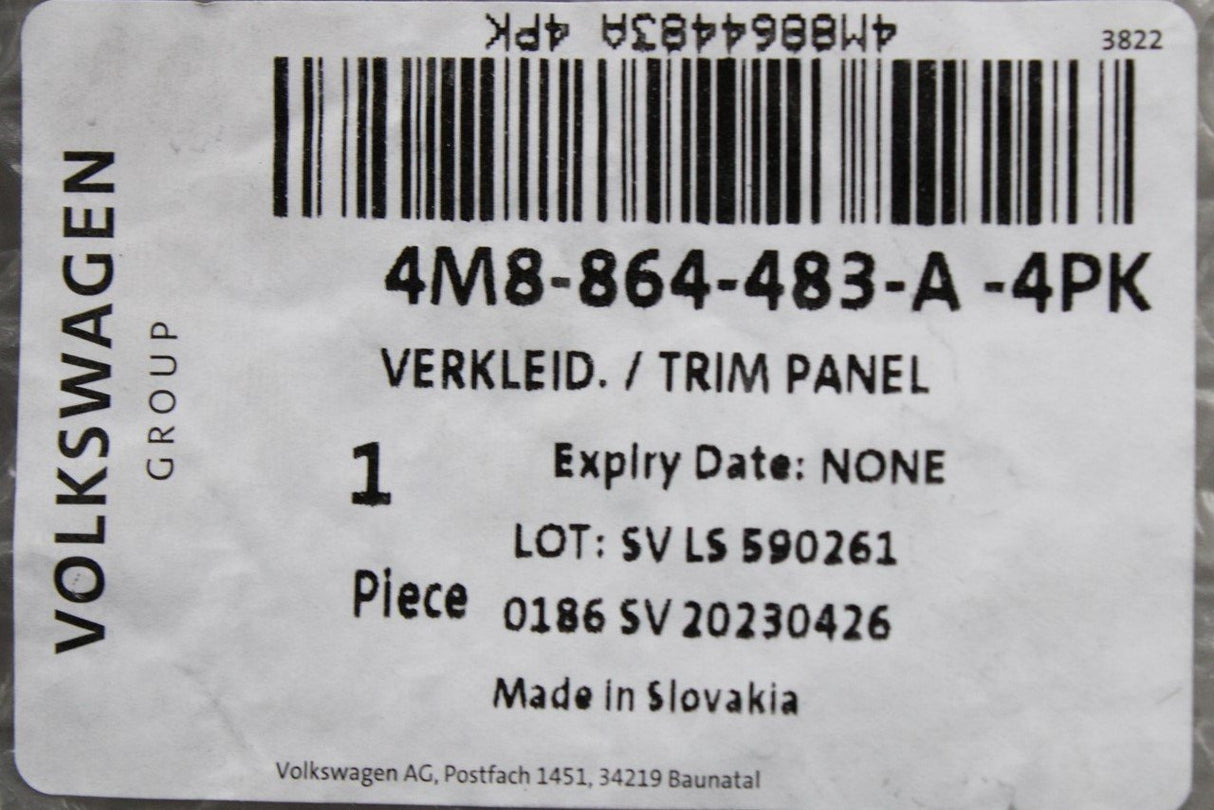 4M8864483A 4PK
3822
4M8-864-483-A -4PK
VERKLEID. / TRIM PANEL
1
Expiry Date: NONE
LOT: SV LS 590261
Piece
0186 SV 20230426
Made in Slovakia
Volkswagen AG, Postfach 1451, 34219 Baunatal
VOLKSWAGEN
GROUP